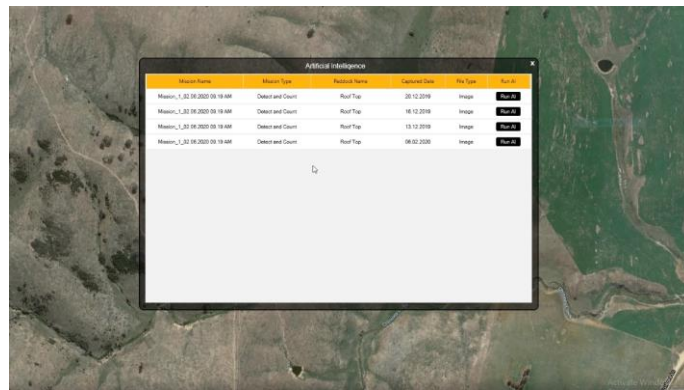 Artificial Intelligence x
Mission Name Mission Type Paddock Name Captured Date File Type Run AI
Mission_1_02.06.2020 09.19 AM Detect and Count Roof Top 20.12.2019 Image Run AI
Mission_1_02.06.2020 09.19 AM Detect and Count Roof Top 16.12.2019 Image Run AI
Mission_1_02.06.2020 09.19 AM Detect and Count Roof Top 13.12.2019 Image Run AI
Mission_1_02.06.2020 09.19 AM Detect and Count Roof Top 06.02.2020 Image Run AI
Activate Windows